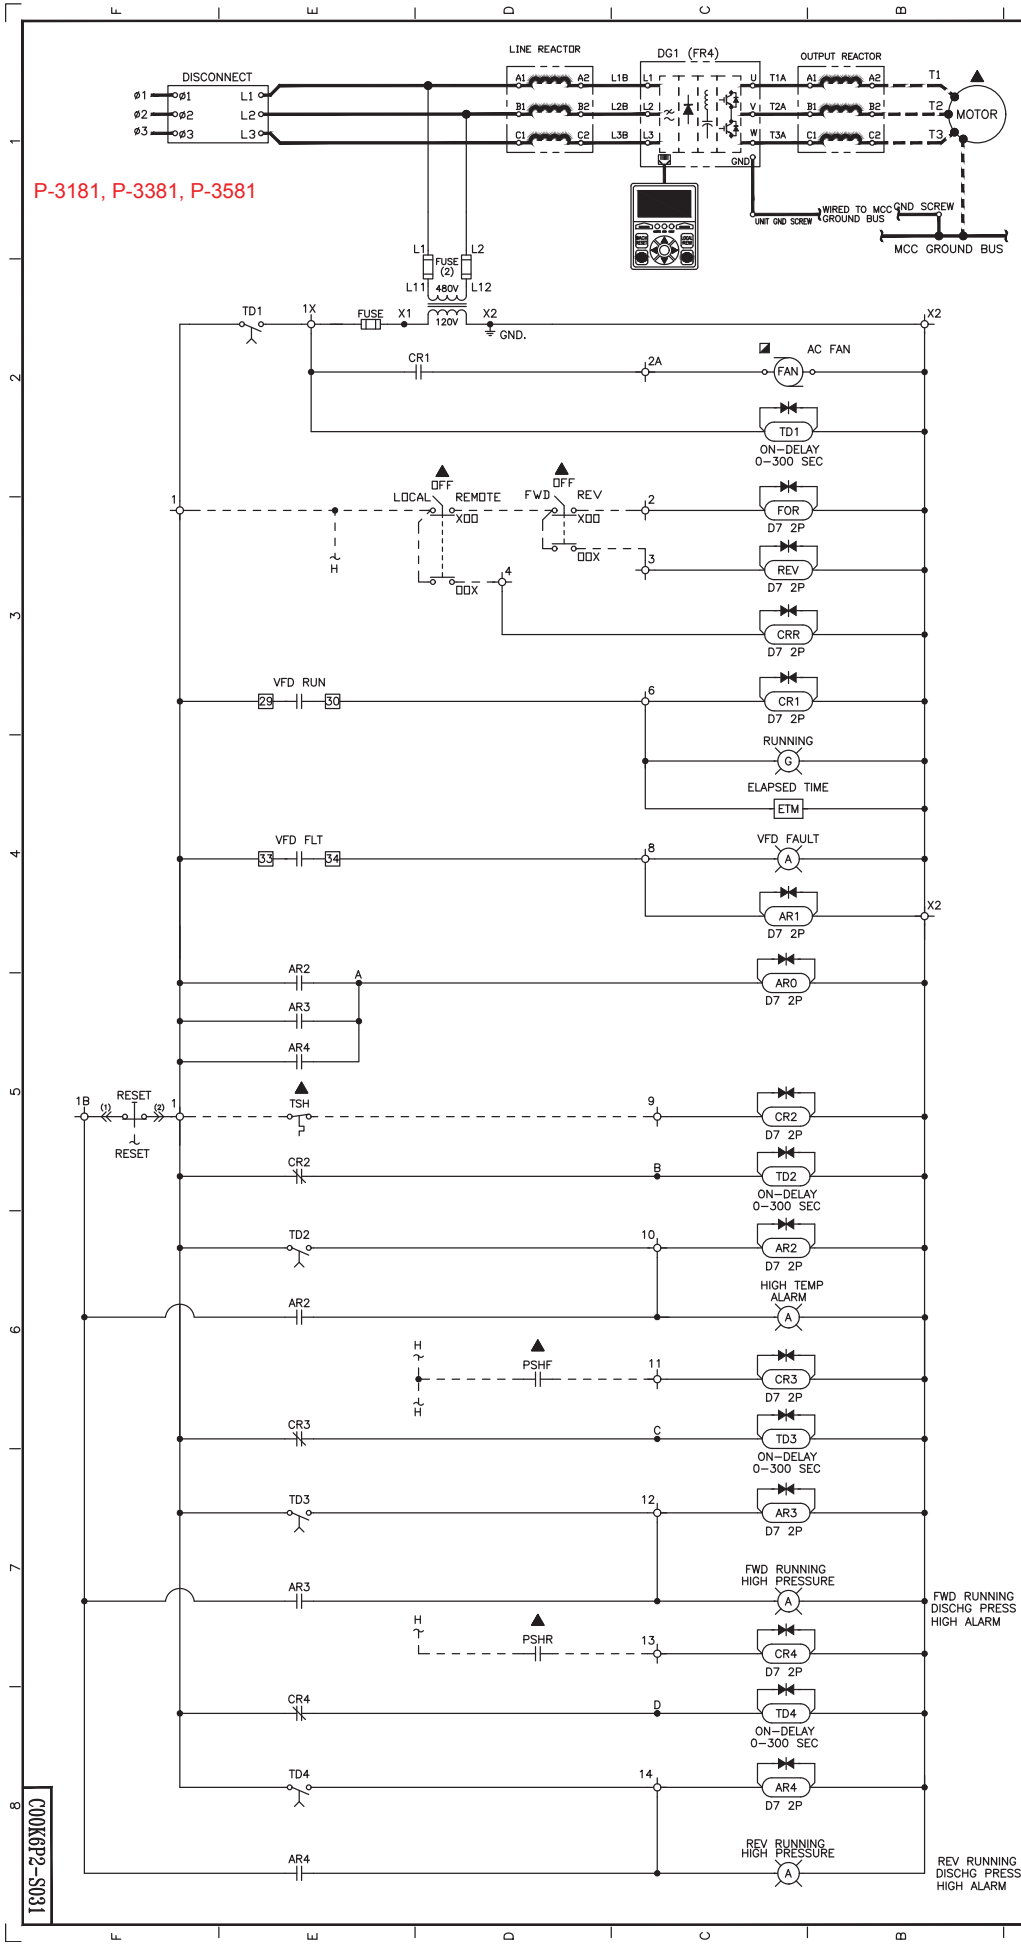 F E D C B
LINE REACTOR
DG1 (FR4)
OUTPUT REACTOR
DISCONNECT
A1 A2 L1B L1 U T1A A1 A2 T1
ø1 ø1 L1
ø2 ø2 L2 B1 B2 L2B L2 V T2A B1 B2 T2 MOTOR
ø3 ø3 L3 C1 C2 L3B L3 W T3A C1 C2 T3
1
GND
P-3181, P-3381, P-3581
BACK RESET
LOC/ REM
UNIT GND SCREW
WIRED TO MCC
GROUND BUS
GND SCREW
MCC GROUND BUS
L1 FUSE (2) L2
L11 480V L12
TD1 1X FUSE X1 120V X2 X2
GND.
2
CR1 2A FAN AC FAN
TD1
ON-DELAY
0-300 SEC
OFF OFF
1 LOCAL REMOTE FWD REV 2 FOR
XOO XOO
D7 2P
H
OOX 3 REV
D7 2P
OOX 4
3
CRR
D7 2P
VFD RUN
29 30 6 CR1
D7 2P
RUNNING
G
ELAPSED TIME
ETM
4
VFD FLT VFD FAULT
33 34 8 A
AR1 X2
D7 2P
AR2 A ARO
D7 2P
AR3
AR4
5
1B (1) RESET (2) 1 TSH 9 CR2
RESET
D7 2P
CR2 B TD2
ON-DELAY
0-300 SEC
TD2 10 AR2
D7 2P
HIGH TEMP
ALARM
AR2 A
6
H
PSHF 11 CR3
D7 2P
H
CR3 C TD3
ON-DELAY
0-300 SEC
TD3 12 AR3
D7 2P
7
FWD RUNNING
HIGH PRESSURE
AR3 A
FWD RUNNING
DISCHG PRESS
HIGH ALARM
H
PSHR 13 CR4
D7 2P
CR4 D TD4
ON-DELAY
0-300 SEC
TD4 14 AR4
D7 2P
8
REV RUNNING
HIGH PRESSURE
AR4 A
REV RUNNING
DISCHG PRESS
HIGH ALARM
COOK6P2-S031
F E D C B